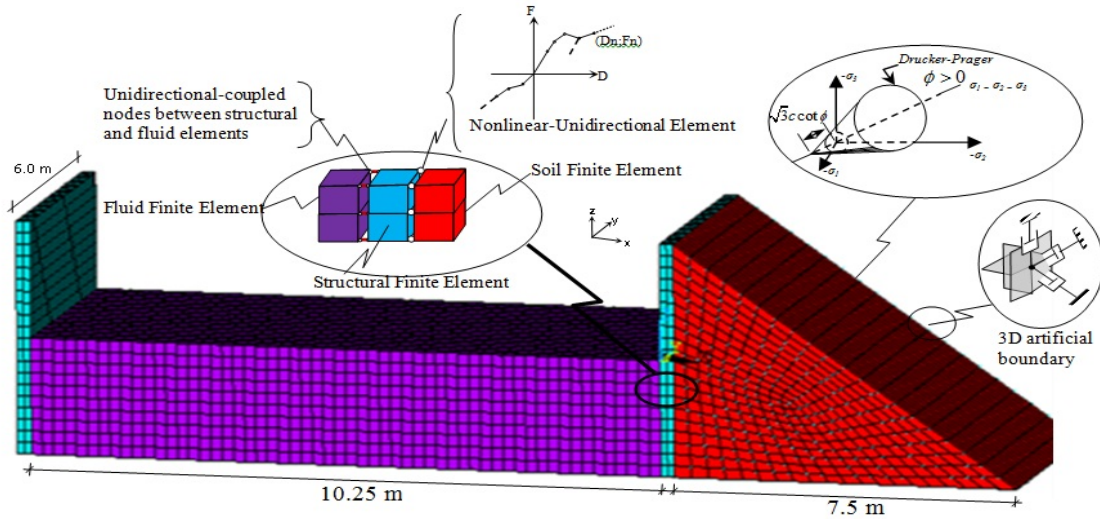 F
(Dn;Fn)
D
Unidirectional-coupled
nodes between structural
and fluid elements
Nonlinear-Unidirectional Element
Drucker-Prager
-σ3
ϕ > 0
σ1 = σ2 = σ3
√3c cot ϕ
-σ2
-σ1
6.0 m
Soil Finite Element
Fluid Finite Element
z
y
x
Structural Finite Element
3D artificial
boundary
10.25 m
7.5 m